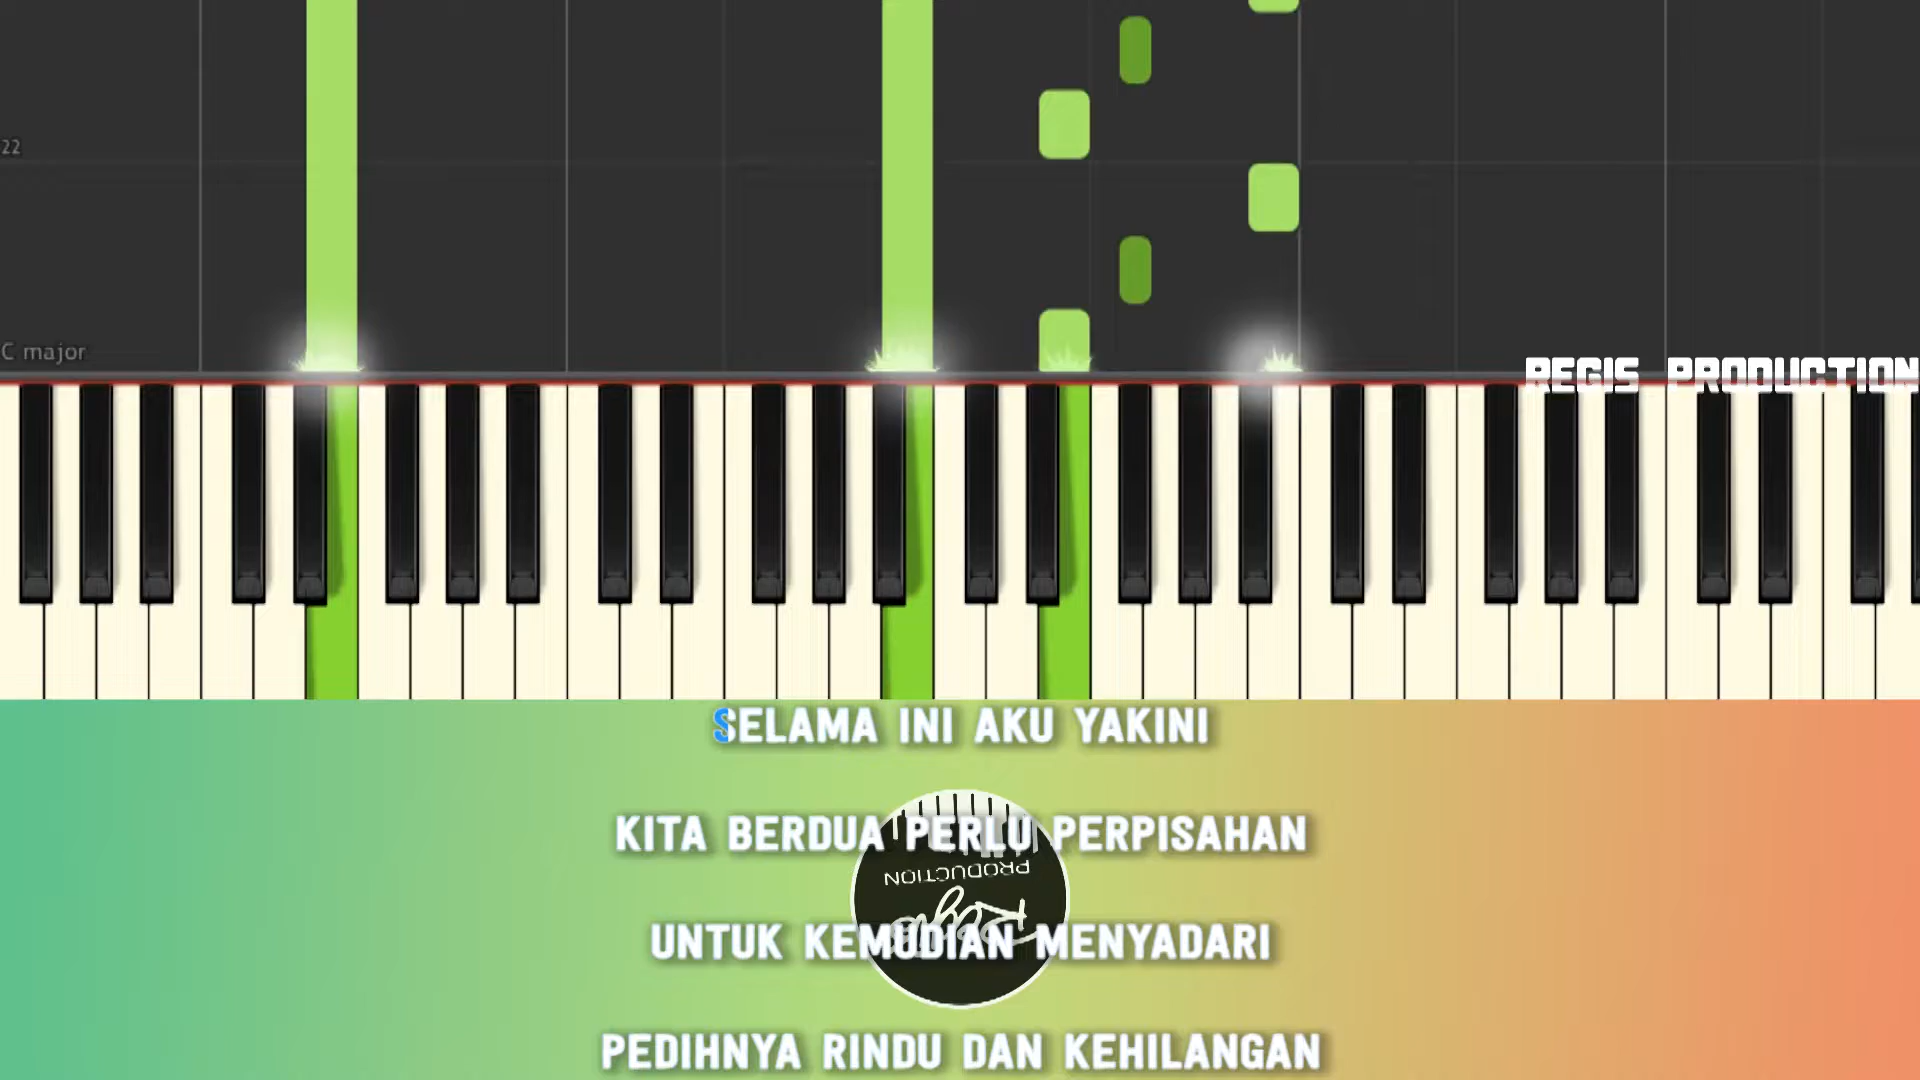 22
C major
REGIS PRODUCTION
SELAMA INI AKU YAKINI
KITA BERDUA PERLU PERPISAHAN
PRODUCTION
Regis
UNTUK KEMUDIAN MENYADARI
PEDIHNYA RINDU DAN KEHILANGAN